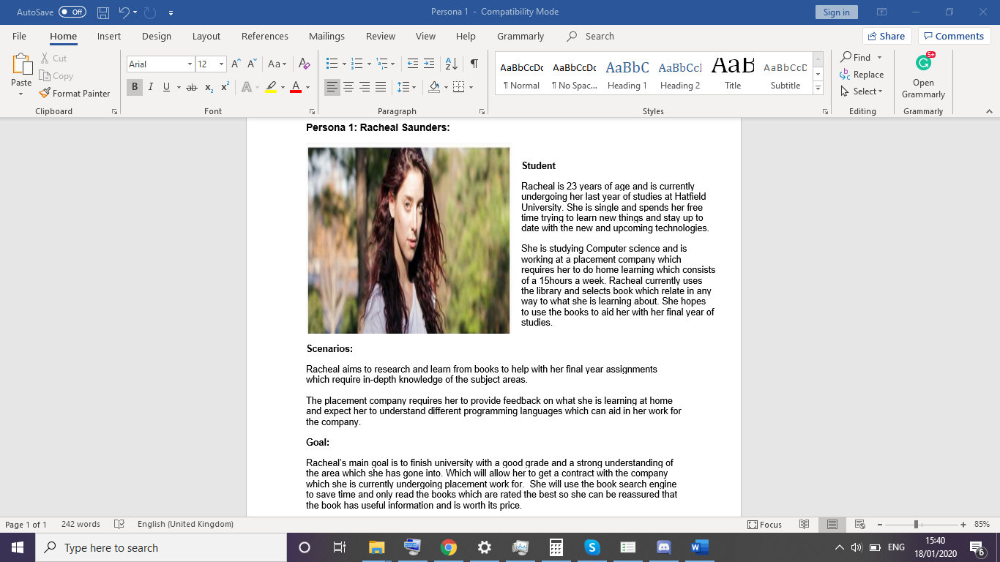 AutoSave Off Persona 1 - Compatibility Mode Sign in
File Home Insert Design Layout References Mailings Review View Help Grammarly Search Share Comments
Paste Cut Copy Format Painter
Arial 12
AaBbCcDc AaBbCcDc AaBbC AaBbCcI AaB AaBbCcD
¶ Normal ¶ No Spac... Heading 1 Heading 2 Title Subtitle
Find Replace Select
5+
Open Grammarly
Clipboard Font Paragraph Styles Editing Grammarly
Persona 1: Racheal Saunders:
Student
Racheal is 23 years of age and is currently
undergoing her last year of studies at Hatfield
University. She is single and spends her free
time trying to learn new things and stay up to
date with the new and upcoming technologies.
She is studying Computer science and is
working at a placement company which
requires her to do home learning which consists
of a 15hours a week. Racheal currently uses
the library and selects book which relate in any
way to what she is learning about. She hopes
to use the books to aid her with her final year of
studies.
Scenarios:
Racheal aims to research and learn from books to help with her final year assignments
which require in-depth knowledge of the subject areas.
The placement company requires her to provide feedback on what she is learning at home
and expect her to understand different programming languages which can aid in her work for
the company.
Goal:
Racheal's main goal is to finish university with a good grade and a strong understanding of
the area which she has gone into. Which will allow her to get a contract with the company
which she is currently undergoing placement work for.  She will use the book search engine
to save time and only read the books which are rated the best so she can be reassured that
the book has useful information and is worth its price.
Page 1 of 1 242 words English (United Kingdom) Focus 85%
Type here to search ENG 15:40
18/01/2020 6